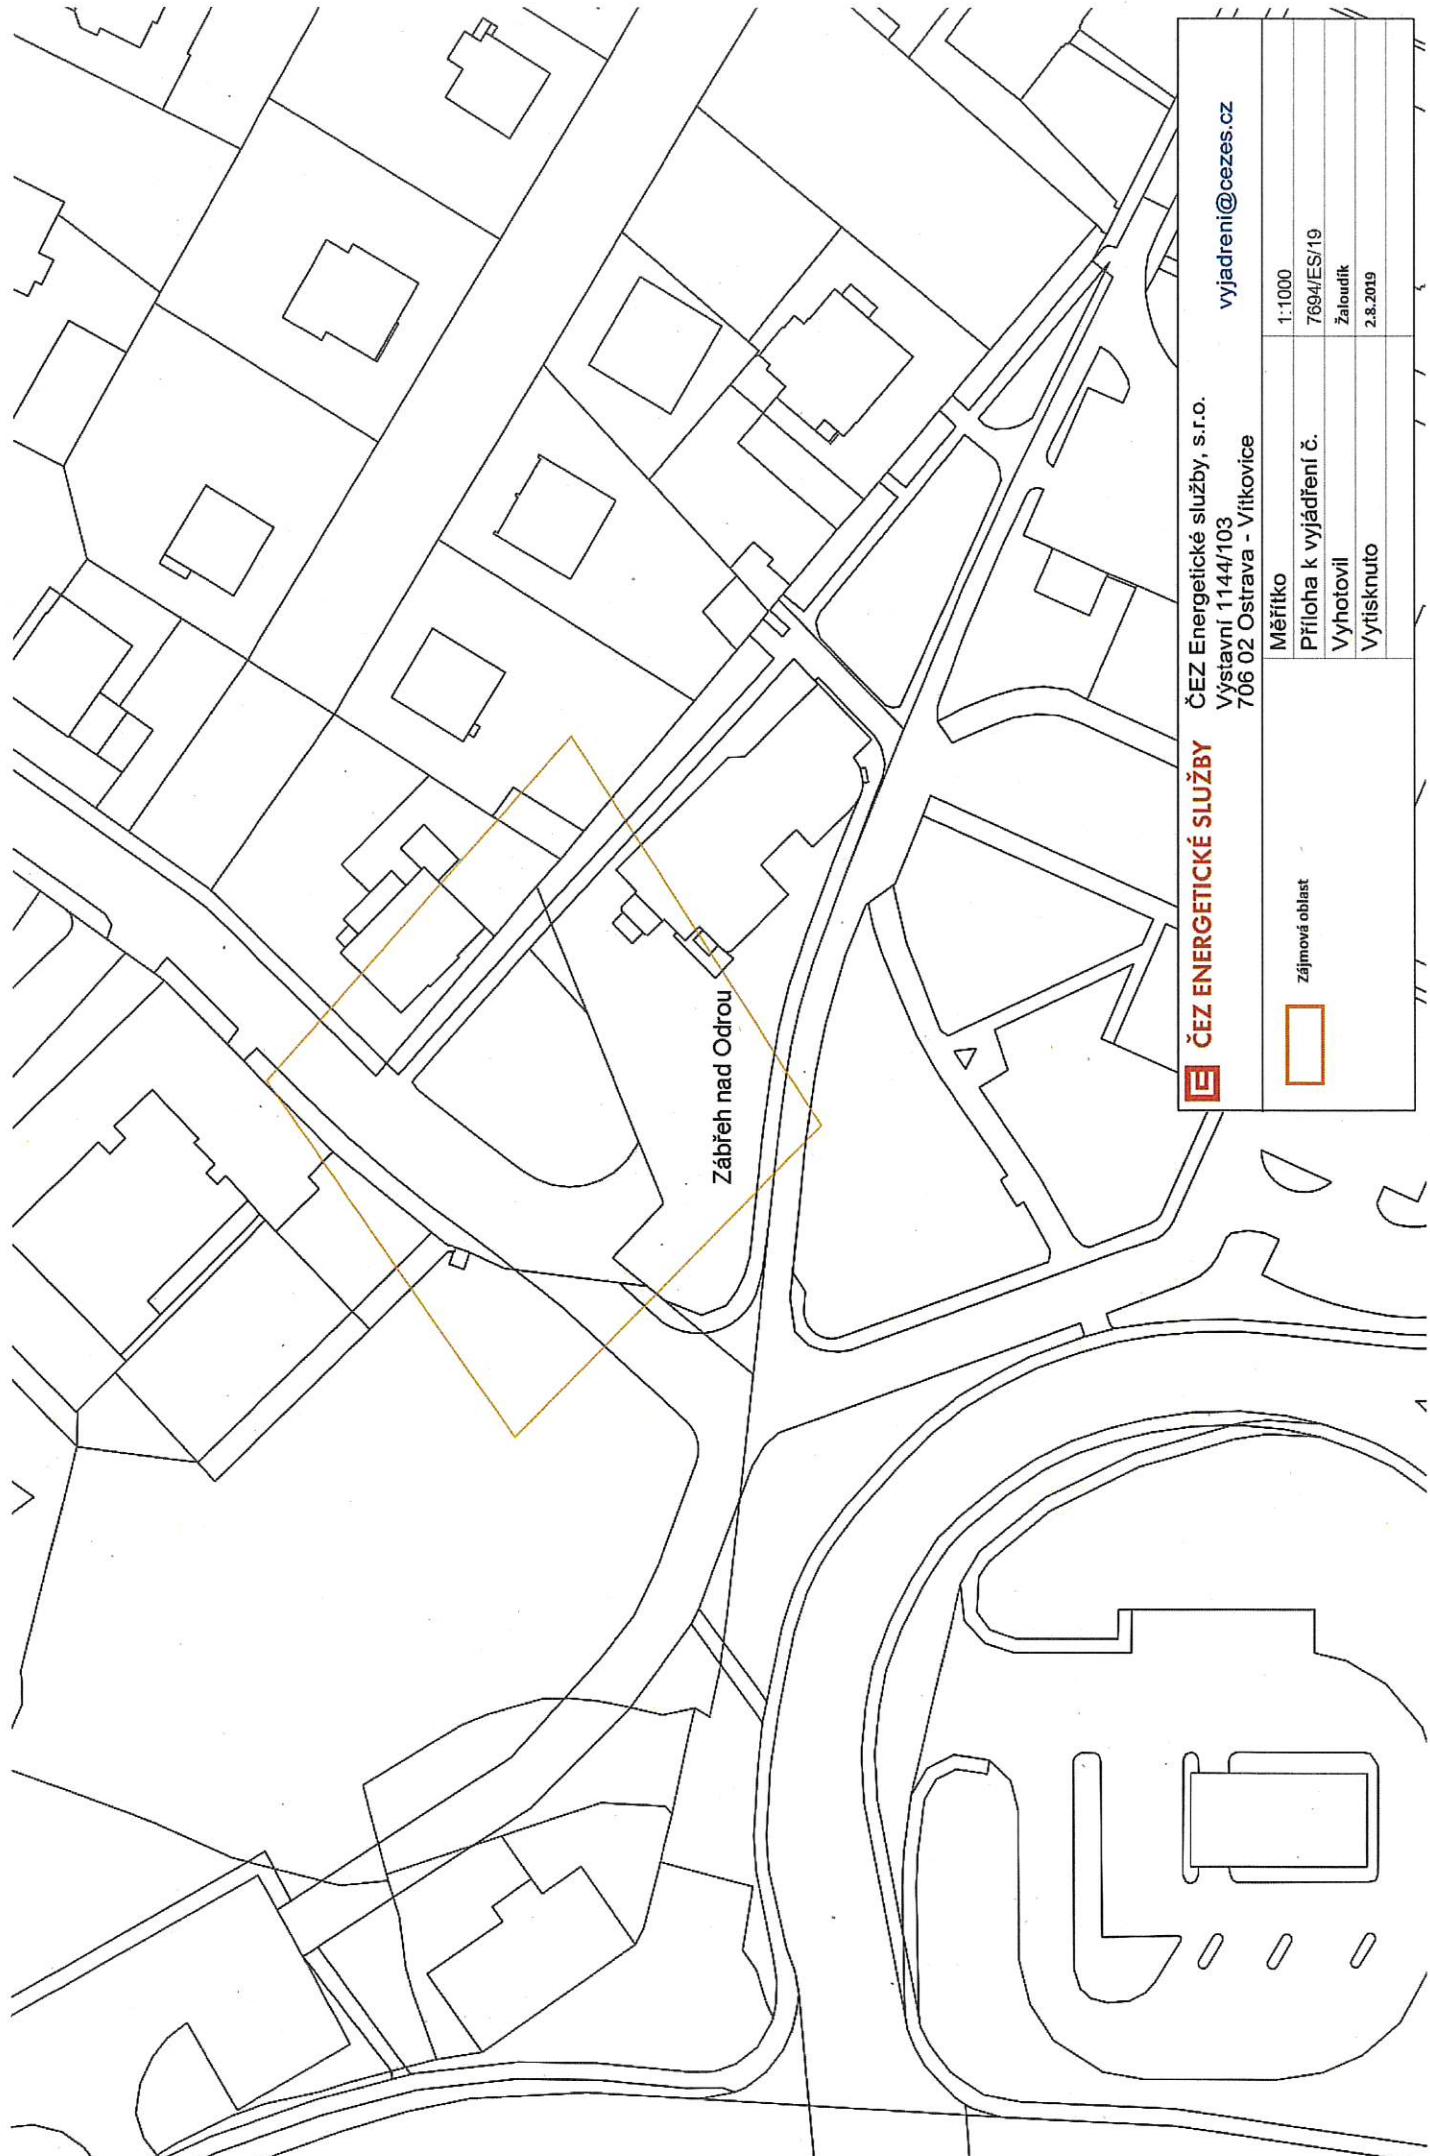 Zábřeh nad Odrou
ČEZ ENERGETICKÉ SLUŽBY
ČEZ Energetické služby, s.r.o.
Výstavní 1144/103
706 02 Ostrava - Vítkovice
vyjadreni@cezes.cz
Zájmová oblast
Měřítko 1:1000
Příloha k vyjádření č. 7694/ES/19
Vyhotovil Žaloudík
Vytisknuto 2.8.2019